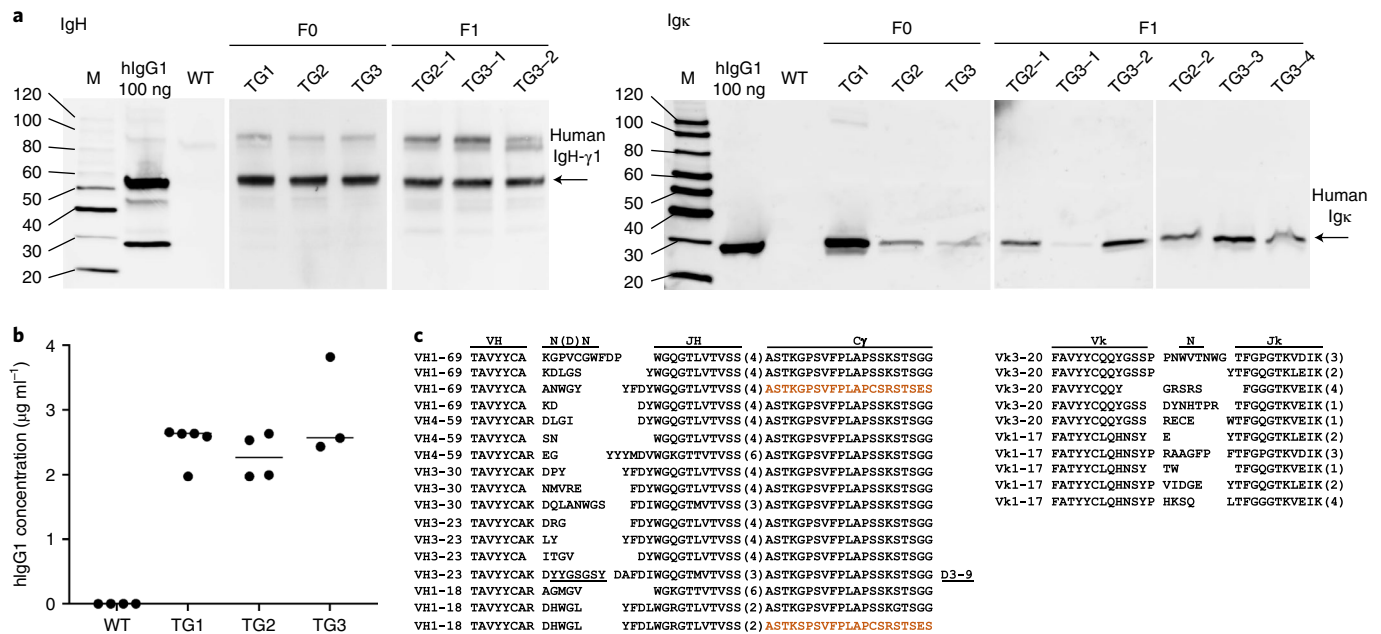 a
IgH
F0
F1
M
hIgG1
100 ng
WT
TG1
TG2
TG3
TG2–1
TG3–1
TG3–2
120
100
80
60
50
40
30
20
Human
IgH-γ1
Igκ
F0
F1
M
hIgG1
100 ng
WT
TG1
TG2
TG3
TG2–1
TG3–1
TG3–2
TG2–2
TG3–3
TG3–4
120
100
80
60
50
40
30
20
Human
Igκ
b
hIgG1 concentration (μg ml−1)
4
3
2
1
0
WT TG1 TG2 TG3
c
VH N(D)N JH Cγ
VH1-69 TAVYYCA KGPVCGWFDP WGQGTLVTVSS(4) ASTKGPSVFPLAPSSKSTSGG
VH1-69 TAVYYCA KDLGS YWGQGTLVTVSS(4) ASTKGPSVFPLAPSSKSTSGG
VH1-69 TAVYYCA ANWGY YFDYWGQGTLVTVSS(4) ASTKGPSVFPLAPCSRSTSES
VH1-69 TAVYYCA KD DYWGQGTLVTVSS(4) ASTKGPSVFPLAPSSKSTSGG
VH4-59 TAVYYCAR DLGI DYWGQGTLVTVSS(4) ASTKGPSVFPLAPSSKSTSGG
VH4-59 TAVYYCA SN WGQGTLVTVSS(4) ASTKGPSVFPLAPSSKSTSGG
VH4-59 TAVYYCAR EG YYYMDVWGKGTTVTVSS(6) ASTKGPSVFPLAPSSKSTSGG
VH3-30 TAVYYCAK DPY YFDYWGQGTLVTVSS(4) ASTKGPSVFPLAPSSKSTSGG
VH3-30 TAVYYCA NMVRE FDYWGQGTLVTVSS(4) ASTKGPSVFPLAPSSKSTSGG
VH3-30 TAVYYCAK DQLANWGS FDIWGQGTMVTVSS(3) ASTKGPSVFPLAPSSKSTSGG
VH3-23 TAVYYCAK DRG FDYWGQGTLVTVSS(4) ASTKGPSVFPLAPSSKSTSGG
VH3-23 TAVYYCAK LY YFDYWGQGTLVTVSS(4) ASTKGPSVFPLAPSSKSTSGG
VH3-23 TAVYYCA ITGV DYWGQGTLVTVSS(4) ASTKGPSVFPLAPSSKSTSGG
VH3-23 TAVYYCAK DYYGSGSY DAFDIWGQGTMVTVSS(3) ASTKGPSVFPLAPSSKSTSGG D3-9
VH1-18 TAVYYCAR AGMGV WGKGTTVTVSS(6) ASTKGPSVFPLAPSSKSTSGG
VH1-18 TAVYYCAR DHWGL YFDLWGRGTLVTVSS(2) ASTKGPSVFPLAPSSKSTSGG
VH1-18 TAVYYCAR DHWGL YFDLWGRGTLVTVSS(2) ASTKSPSVFPLAPCSRSTSES
Vk N Jk
Vk3-20 FAVYYCQQYGSSP PNWVTNWG TFGPGTKVDIK(3)
Vk3-20 FAVYYCQQYGSSP YTFGQGTKLEIK(2)
Vk3-20 FAVYYCQQY GRSRS FGGGTKVEIK(4)
Vk3-20 FAVYYCQQYGSS DYNHTPR TFGQGTKVEIK(1)
Vk3-20 FAVYYCQQYGSS RECE WTFGQGTKVEIK(1)
Vk1-17 FATYYCLQHNSYP E YTFGQGTKLEIK(2)
Vk1-17 FATYYCLQHNSYP RAAGFP FTFGPGTKVDIK(3)
Vk1-17 FATYYCLQHNSYP TW TFGQGTKVEIK(1)
Vk1-17 FATYYCLQHNSYP VIDGE YTFGQGTKLEIK(2)
Vk1-17 FATYYCLQHNSYP HKSQ LTFGGGTKVEIK(4)